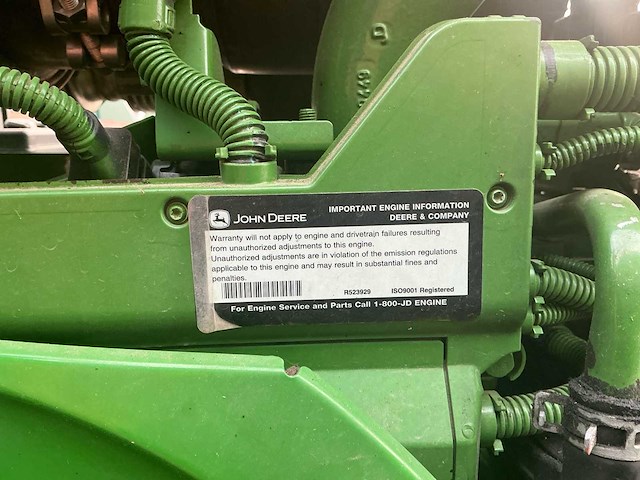 JOHN DEERE
IMPORTANT ENGINE INFORMATION
DEERE & COMPANY
Warranty will not apply to engine and drivetrain failures resulting
from unauthorized adjustments to this engine.
Unauthorized adjustments are in violation of the emission regulations
applicable to this engine and may result in substantial fines and
penalties.
R523929 ISO9001 Registered
For Engine Service and Parts Call 1-800-JD ENGINE